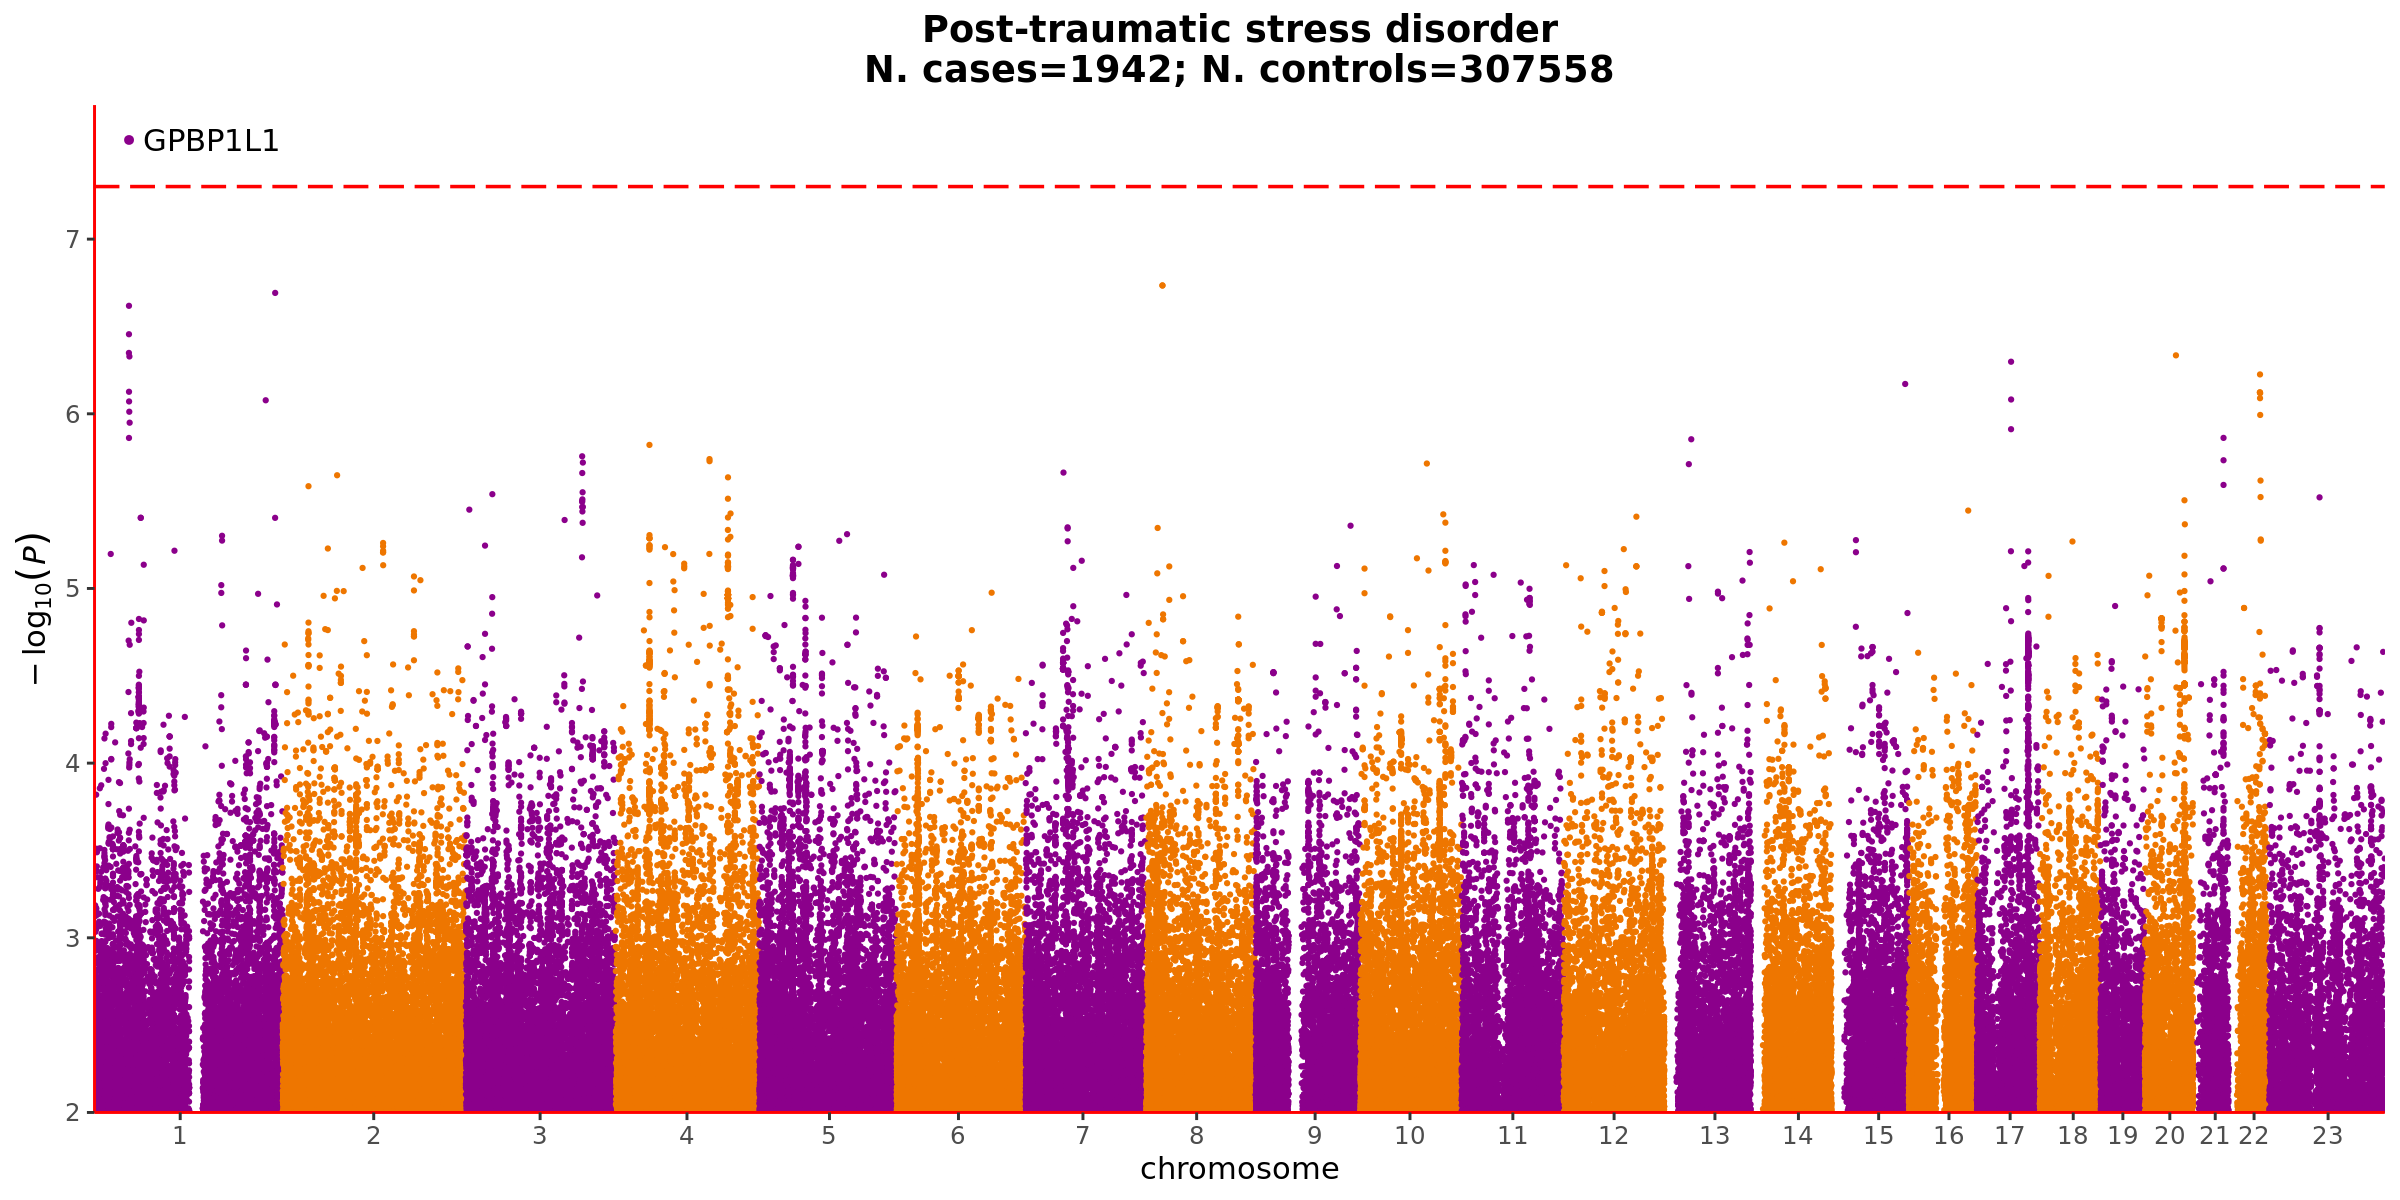 Post-traumatic stress disorder
N. cases=1942; N. controls=307558
GPBP1L1
−log10(P)
7
6
5
4
3
2
1 2 3 4 5 6 7 8 9 10 11 12 13 14 15 16 17 18 19 20 21 22 23
chromosome